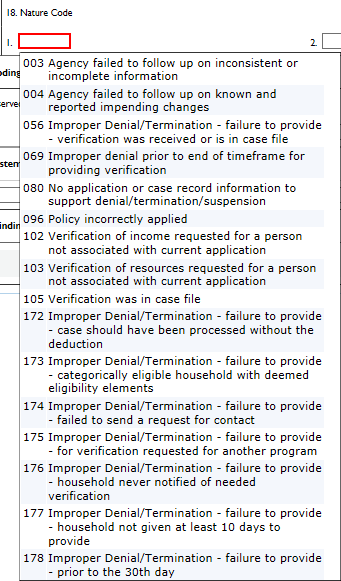 18. Nature Code
1.
2.
003 Agency failed to follow up on inconsistent or
incomplete information
004 Agency failed to follow up on known and
reported impending changes
056 Improper Denial/Termination - failure to provide
- verification was received or is in case file
069 Improper denial prior to end of timeframe for
providing verification
080 No application or case record information to
support denial/termination/suspension
096 Policy incorrectly applied
102 Verification of income requested for a person
not associated with current application
103 Verification of resources requested for a person
not associated with current application
105 Verification was in case file
172 Improper Denial/Termination - failure to provide
- case should have been processed without the
deduction
173 Improper Denial/Termination - failure to provide
- categorically eligible household with deemed
eligibility elements
174 Improper Denial/Termination - failure to provide
- failed to send a request for contact
175 Improper Denial/Termination - failure to provide
- for verification requested for another program
176 Improper Denial/Termination - failure to provide
- household never notified of needed
verification
177 Improper Denial/Termination - failure to provide
- household not given at least 10 days to
provide
178 Improper Denial/Termination - failure to provide
- prior to the 30th day